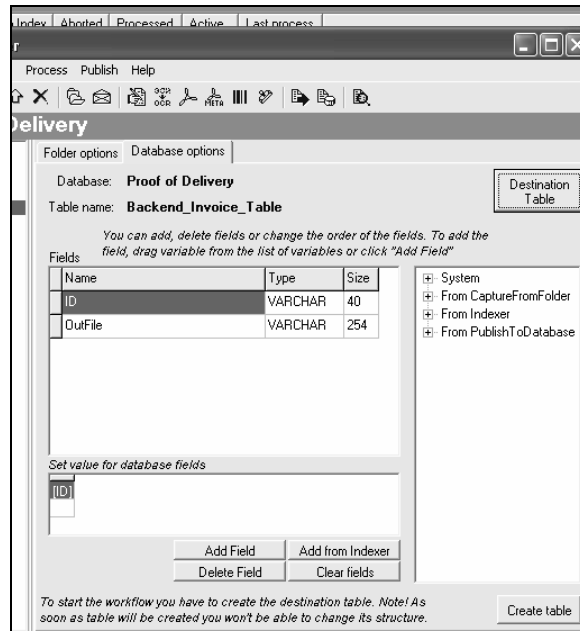 Index Aborted Processed Active Last process
r
Process Publish Help
OCR OCR META
Delivery
Folder options Database options
Database: Proof of Delivery
Destination Table
Table name: Backend_Invoice_Table
You can add, delete fields or change the order of the fields. To add the
field, drag variable from the list of variables or click "Add Field"
Fields
Name Type Size
ID VARCHAR 40
OutFile VARCHAR 254
System
From CaptureFromFolder
From Indexer
From PublishToDatabase
Set value for database fields
[ID]
Add Field Add from Indexer
Delete Field Clear fields
To start the workflow you have to create the destination table. Note! As
soon as table will be created you won't be able to change its structure.
Create table